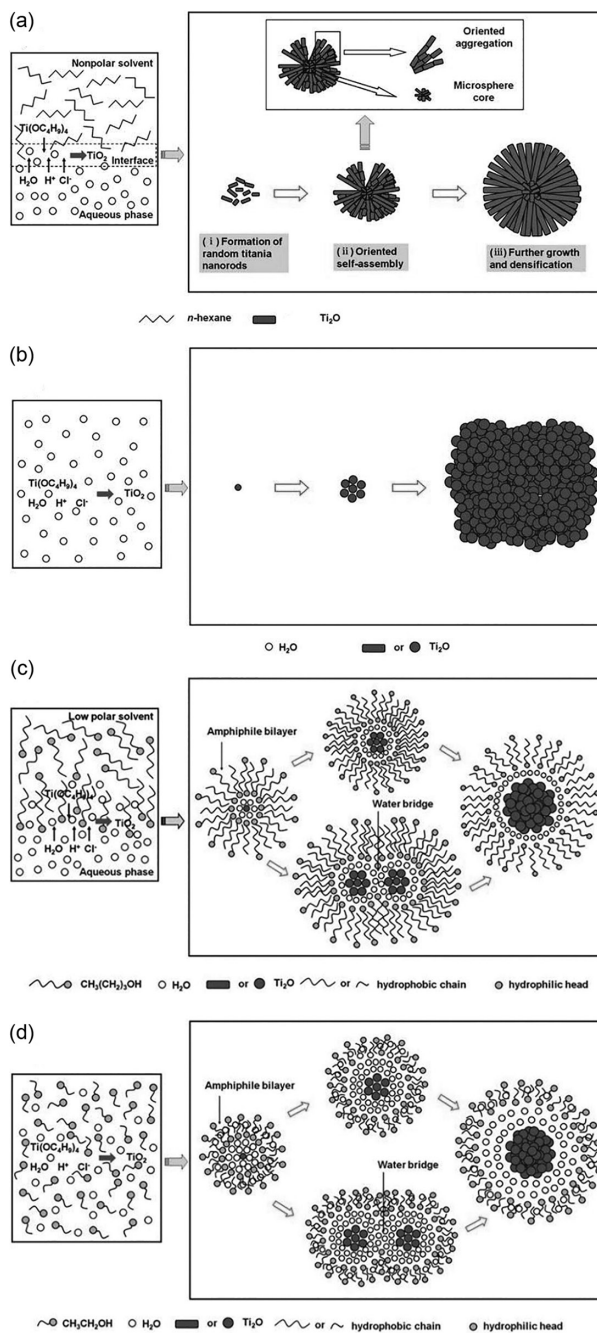 (a)
Nonpolar solvent
Ti(OC₄H₉)₄
TiO₂
Interface
H₂O H⁺ Cl⁻
Aqueous phase
Oriented
aggregation
Microsphere
core
(ⅰ) Formation of
random titania
nanorods
(ⅱ) Oriented
self-assembly
(ⅲ) Further growth
and densification
n-hexane
Ti₂O
(b)
Ti(OC₄H₉)₄
H₂O H⁺ Cl⁻
TiO₂
H₂O
or
Ti₂O
(c)
Low polar solvent
Ti(OC₄H₉)₄
TiO₂
H₂O H⁺ Cl⁻
Aqueous phase
Amphiphile bilayer
Water bridge
CH₃(CH₂)₃OH
H₂O
or
Ti₂O
or
hydrophobic chain
hydrophilic head
(d)
Ti(OC₄H₉)₄
H₂O H⁺ Cl⁻
TiO₂
Amphiphile bilayer
Water bridge
CH₃CH₂OH
H₂O
or
Ti₂O
or
hydrophobic chain
hydrophilic head